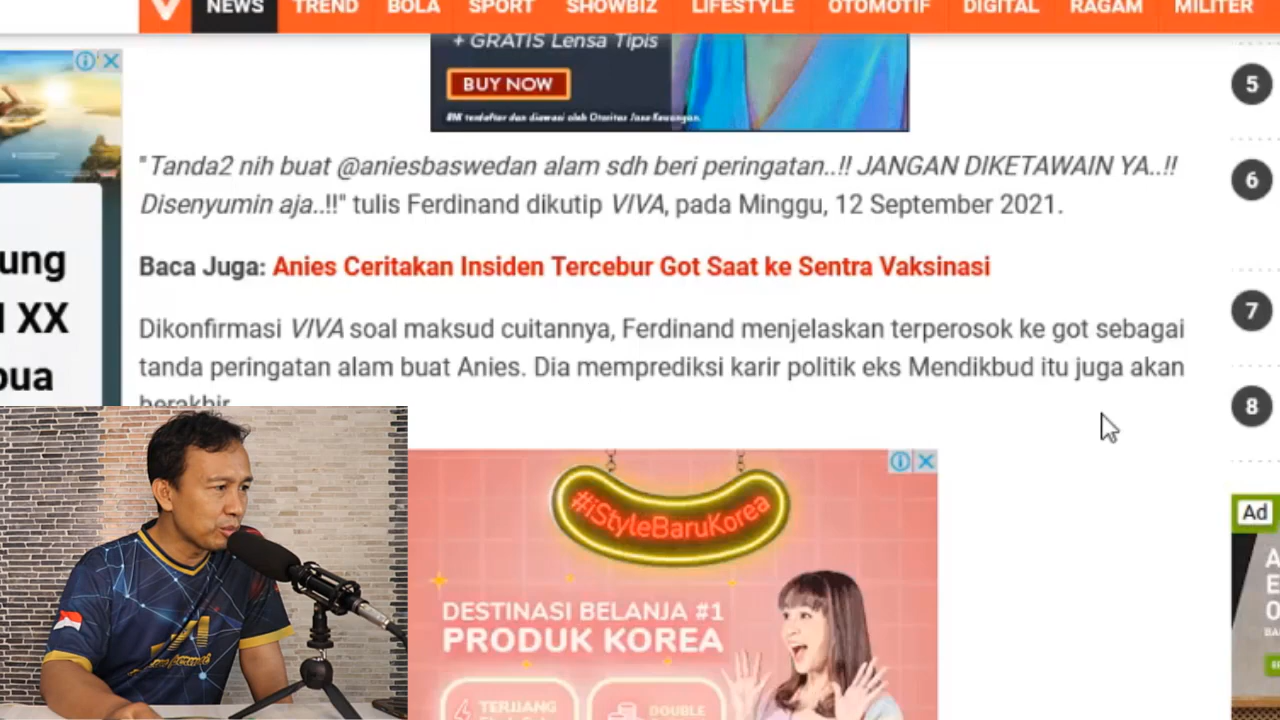 NEWS TREND BOLA SPORT SHOWBIZ LIFESTYLE OTOMOTIF DIGITAL RAGAM MILITER
+ GRATIS Lensa Tipis
BUY NOW
5
"Tanda2 nih buat @aniesbaswedan alam sdh beri peringatan..!! JANGAN DIKETAWAIN YA..!!
Disenyumin aja..!!" tulis Ferdinand dikutip VIVA, pada Minggu, 12 September 2021.
6
Baca Juga: Anies Ceritakan Insiden Tercebur Got Saat ke Sentra Vaksinasi
ung
XX
pua
Dikonfirmasi VIVA soal maksud cuitannya, Ferdinand menjelaskan terperosok ke got sebagai
tanda peringatan alam buat Anies. Dia memprediksi karir politik eks Mendikbud itu juga akan
berakhir
7
8
#iStyleBaruKorea
DESTINASI BELANJA #1
PRODUK KOREA
TERJANG
DOUBLE
Ad